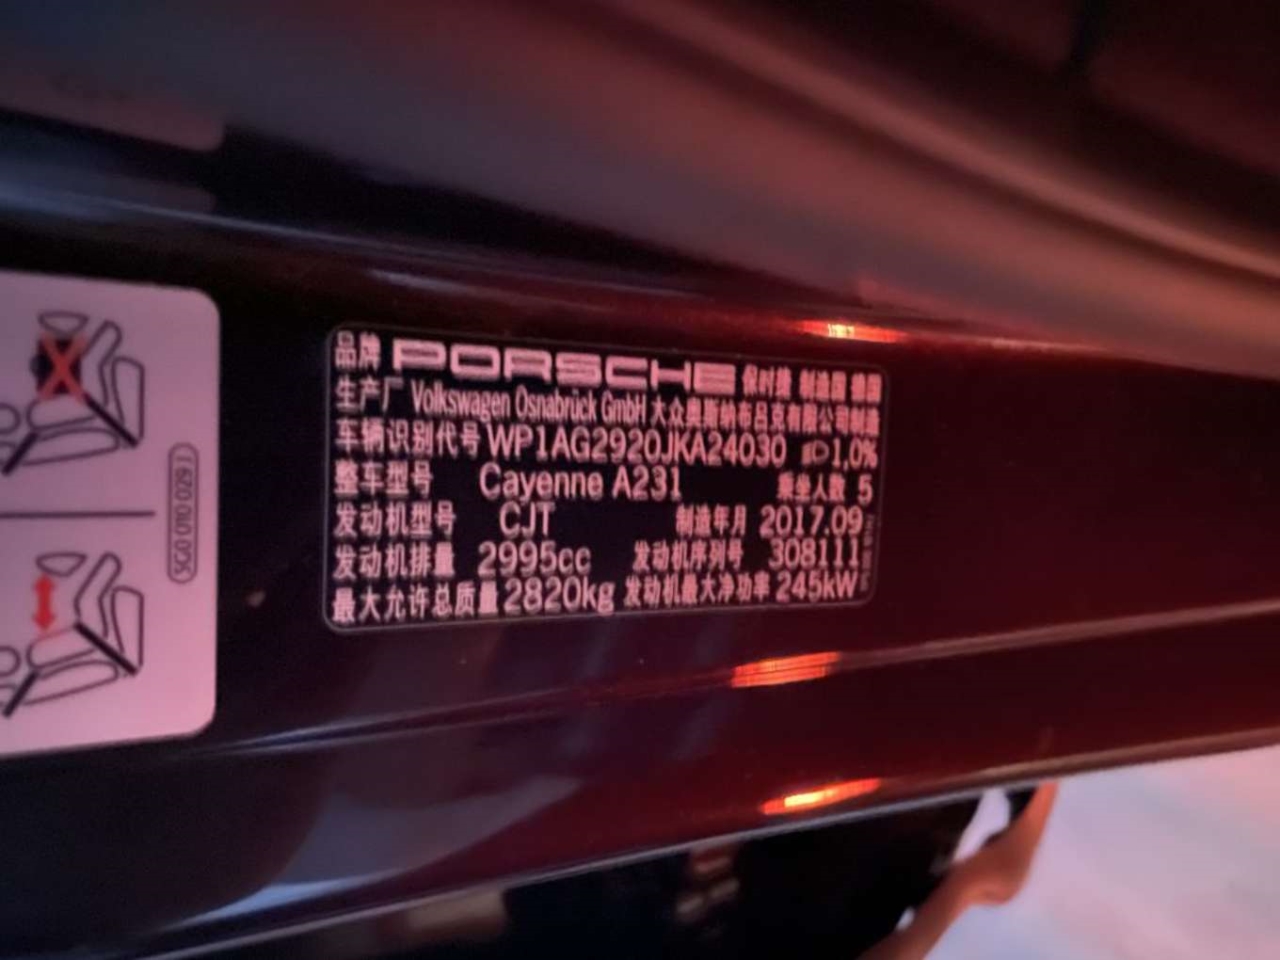 品牌 PORSCHE 保时捷 制造国 德国
生产厂 Volkswagen Osnabrück GmbH 大众奥斯纳布吕克有限公司制造
车辆识别代号 WP1AG2920JKA24030 1.0%
整车型号 Cayenne A231 乘坐人数 5
发动机型号 CJT 制造年月 2017.09
发动机排量 2995cc 发动机序列号 308111
最大允许总质量 2820kg 发动机最大净功率 245kW